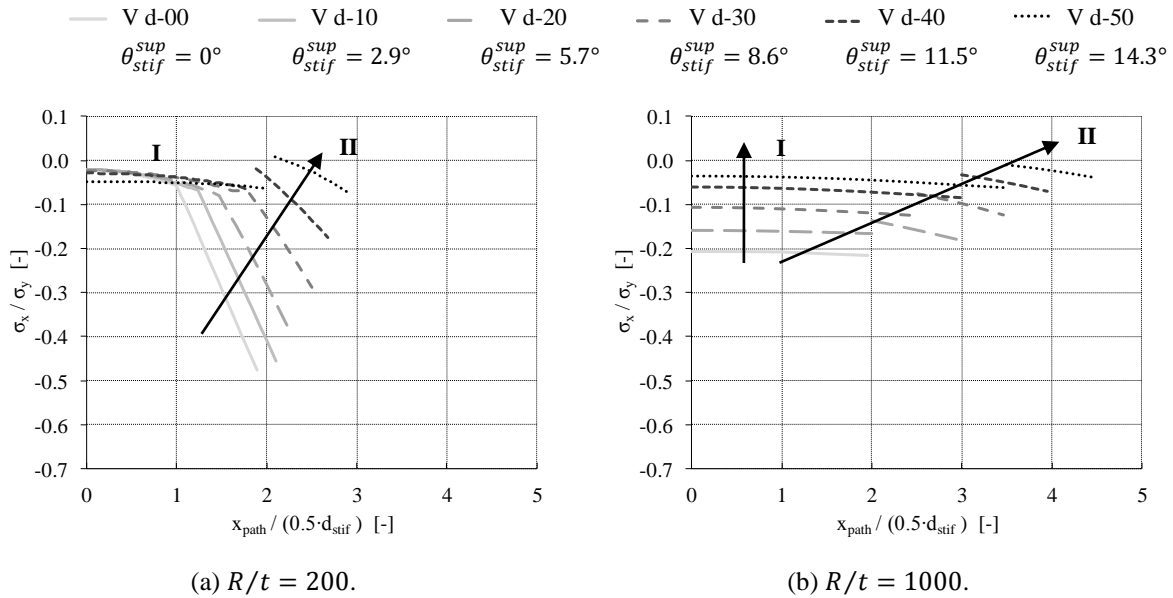 V d-00 V d-10 V d-20 V d-30 V d-40 V d-50
θ_stif^sup = 0° θ_stif^sup = 2.9° θ_stif^sup = 5.7° θ_stif^sup = 8.6° θ_stif^sup = 11.5° θ_stif^sup = 14.3°
0.1
0.0
-0.1
-0.2
-0.3
-0.4
-0.5
-0.6
-0.7
σx / σy [-]
I
II
0 1 2 3 4 5
x_path / (0.5·d_stif ) [-]
(a) R/t = 200.
0.1
0.0
-0.1
-0.2
-0.3
-0.4
-0.5
-0.6
-0.7
σx / σy [-]
I
II
0 1 2 3 4 5
x_path / (0.5·d_stif ) [-]
(b) R/t = 1000.